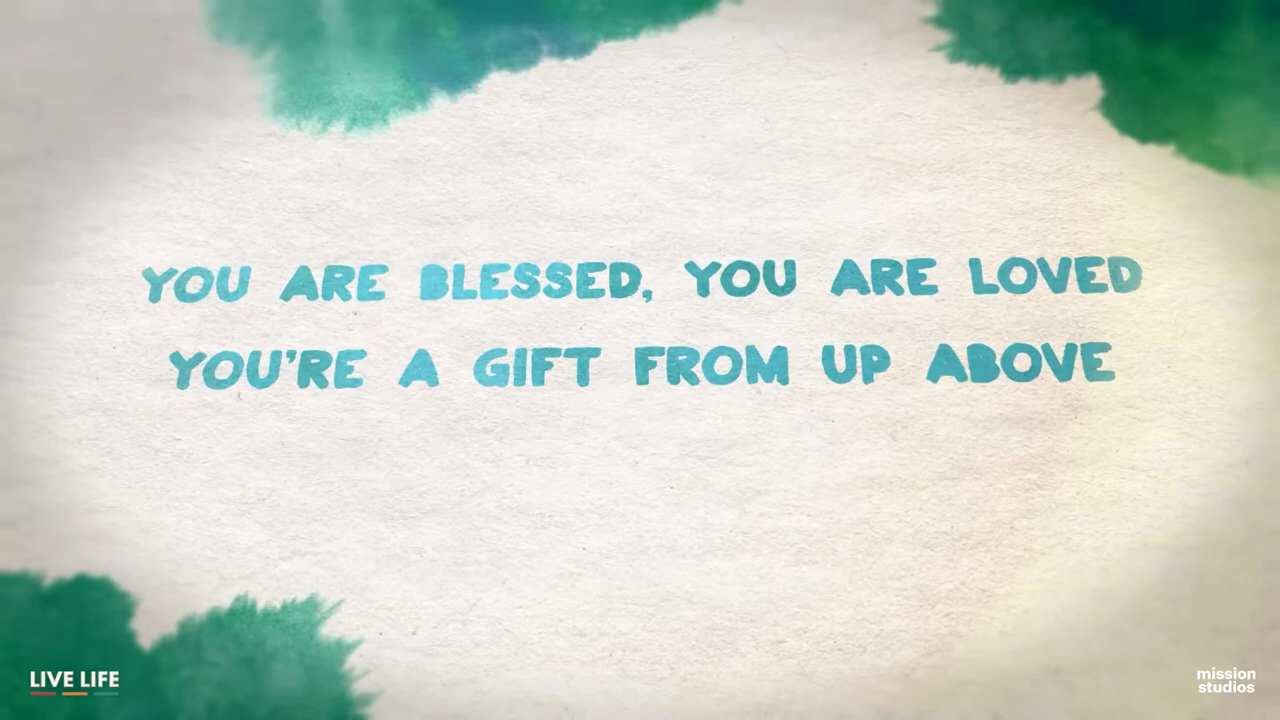 YOU ARE BLESSED, YOU ARE LOVED
YOU'RE A GIFT FROM UP ABOVE
LIVE LIFE
mission
studios